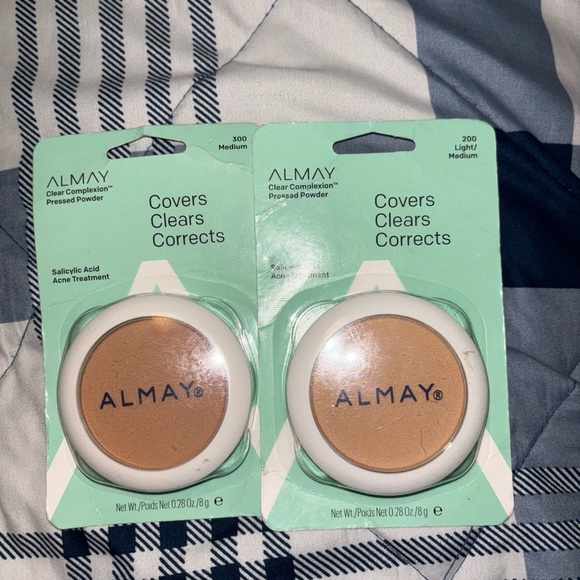 300
Medium
ALMAY
Clear Complexion™
Pressed Powder
Covers
Clears
Corrects
Salicylic Acid
Acne Treatment
ALMAY®
Net Wt./Poids Net 0.28 Oz/8 g e
200
Light/
Medium
ALMAY
Clear Complexion™
Pressed Powder
Covers
Clears
Corrects
Acne Treatment
ALMAY®
Net Wt./Poids Net 0.28 Oz/8 g e